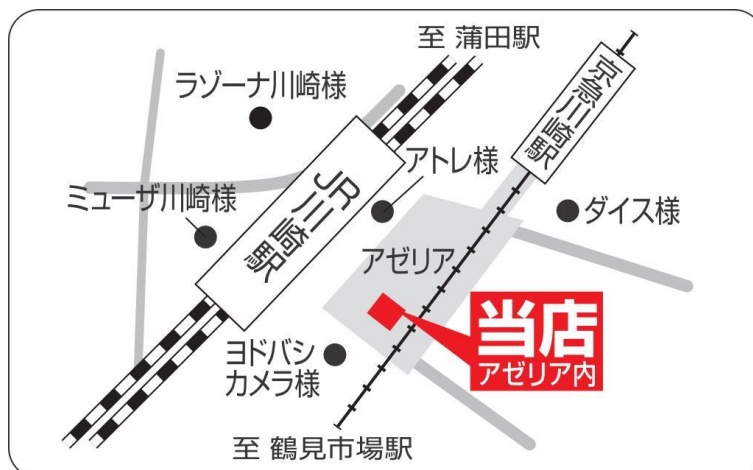 至 蒲田駅
京急川崎駅
ラゾーナ川崎様
アトレ様
JR川崎駅
ミューザ川崎様
ダイス様
アゼリア
当店
アゼリア内
ヨドバシ
カメラ様
至 鶴見市場駅